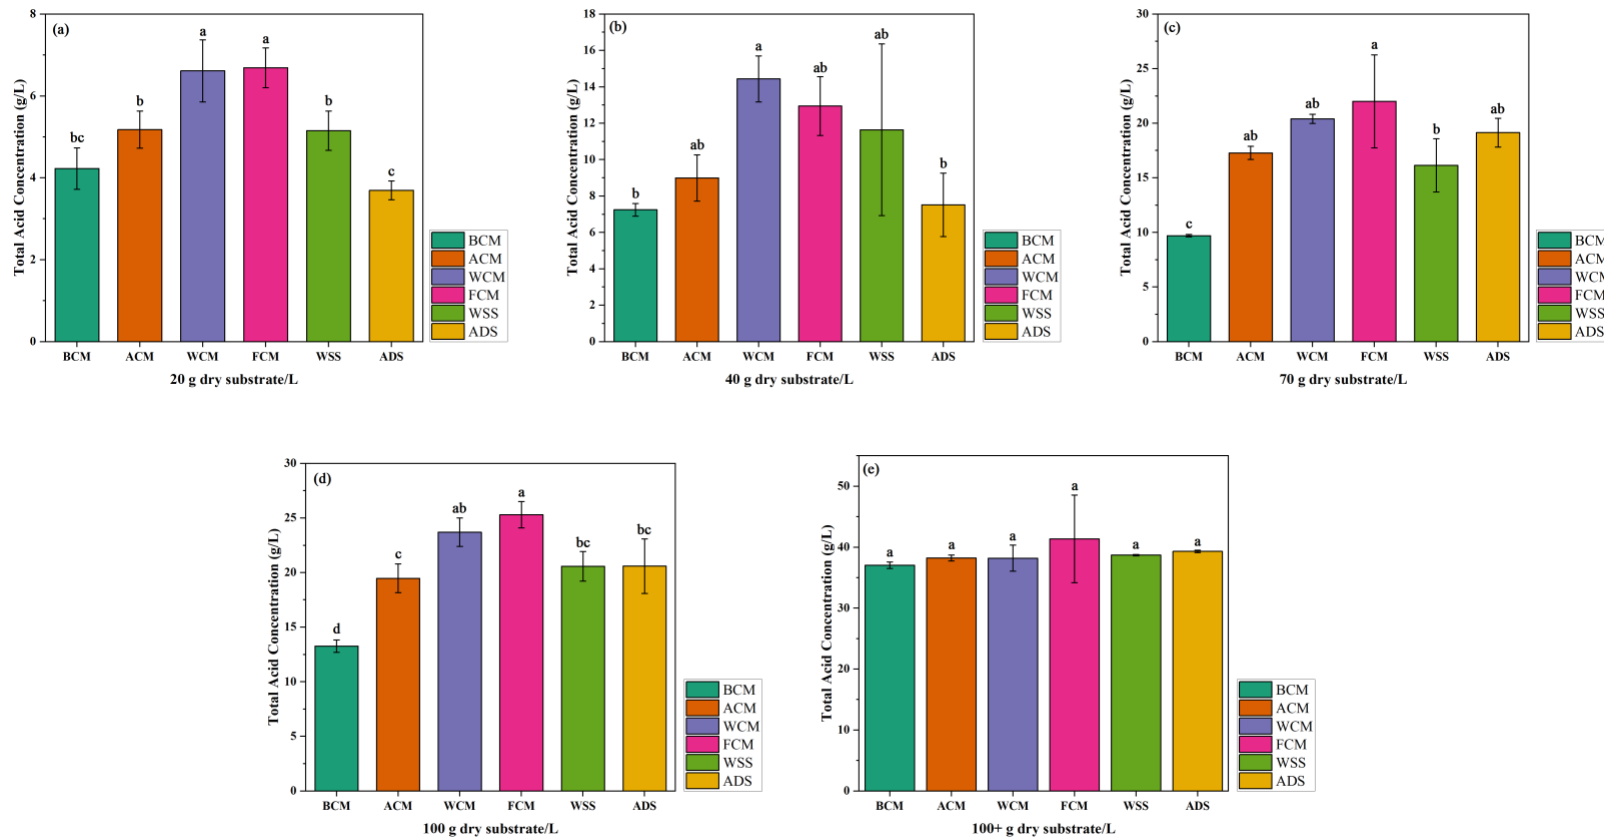 (a)
Total Acid Concentration (g/L)
8
6
4
2
0
bc
b
a
a
b
c
BCM
ACM
WCM
FCM
WSS
ADS
BCM ACM WCM FCM WSS ADS
20 g dry substrate/L
(b)
Total Acid Concentration (g/L)
18
16
14
12
10
8
6
4
2
0
b
ab
a
ab
ab
b
BCM
ACM
WCM
FCM
WSS
ADS
BCM ACM WCM FCM WSS ADS
40 g dry substrate/L
(c)
Total Acid Concentration (g/L)
30
25
20
15
10
5
0
c
ab
ab
a
b
ab
BCM
ACM
WCM
FCM
WSS
ADS
BCM ACM WCM FCM WSS ADS
70 g dry substrate/L
(d)
Total Acid Concentration (g/L)
30
25
20
15
10
5
0
d
c
ab
a
bc
bc
BCM
ACM
WCM
FCM
WSS
ADS
BCM ACM WCM FCM WSS ADS
100 g dry substrate/L
(e)
Total Acid Concentration (g/L)
50
40
30
20
10
0
a
a
a
a
a
a
BCM
ACM
WCM
FCM
WSS
ADS
BCM ACM WCM FCM WSS ADS
100+ g dry substrate/L